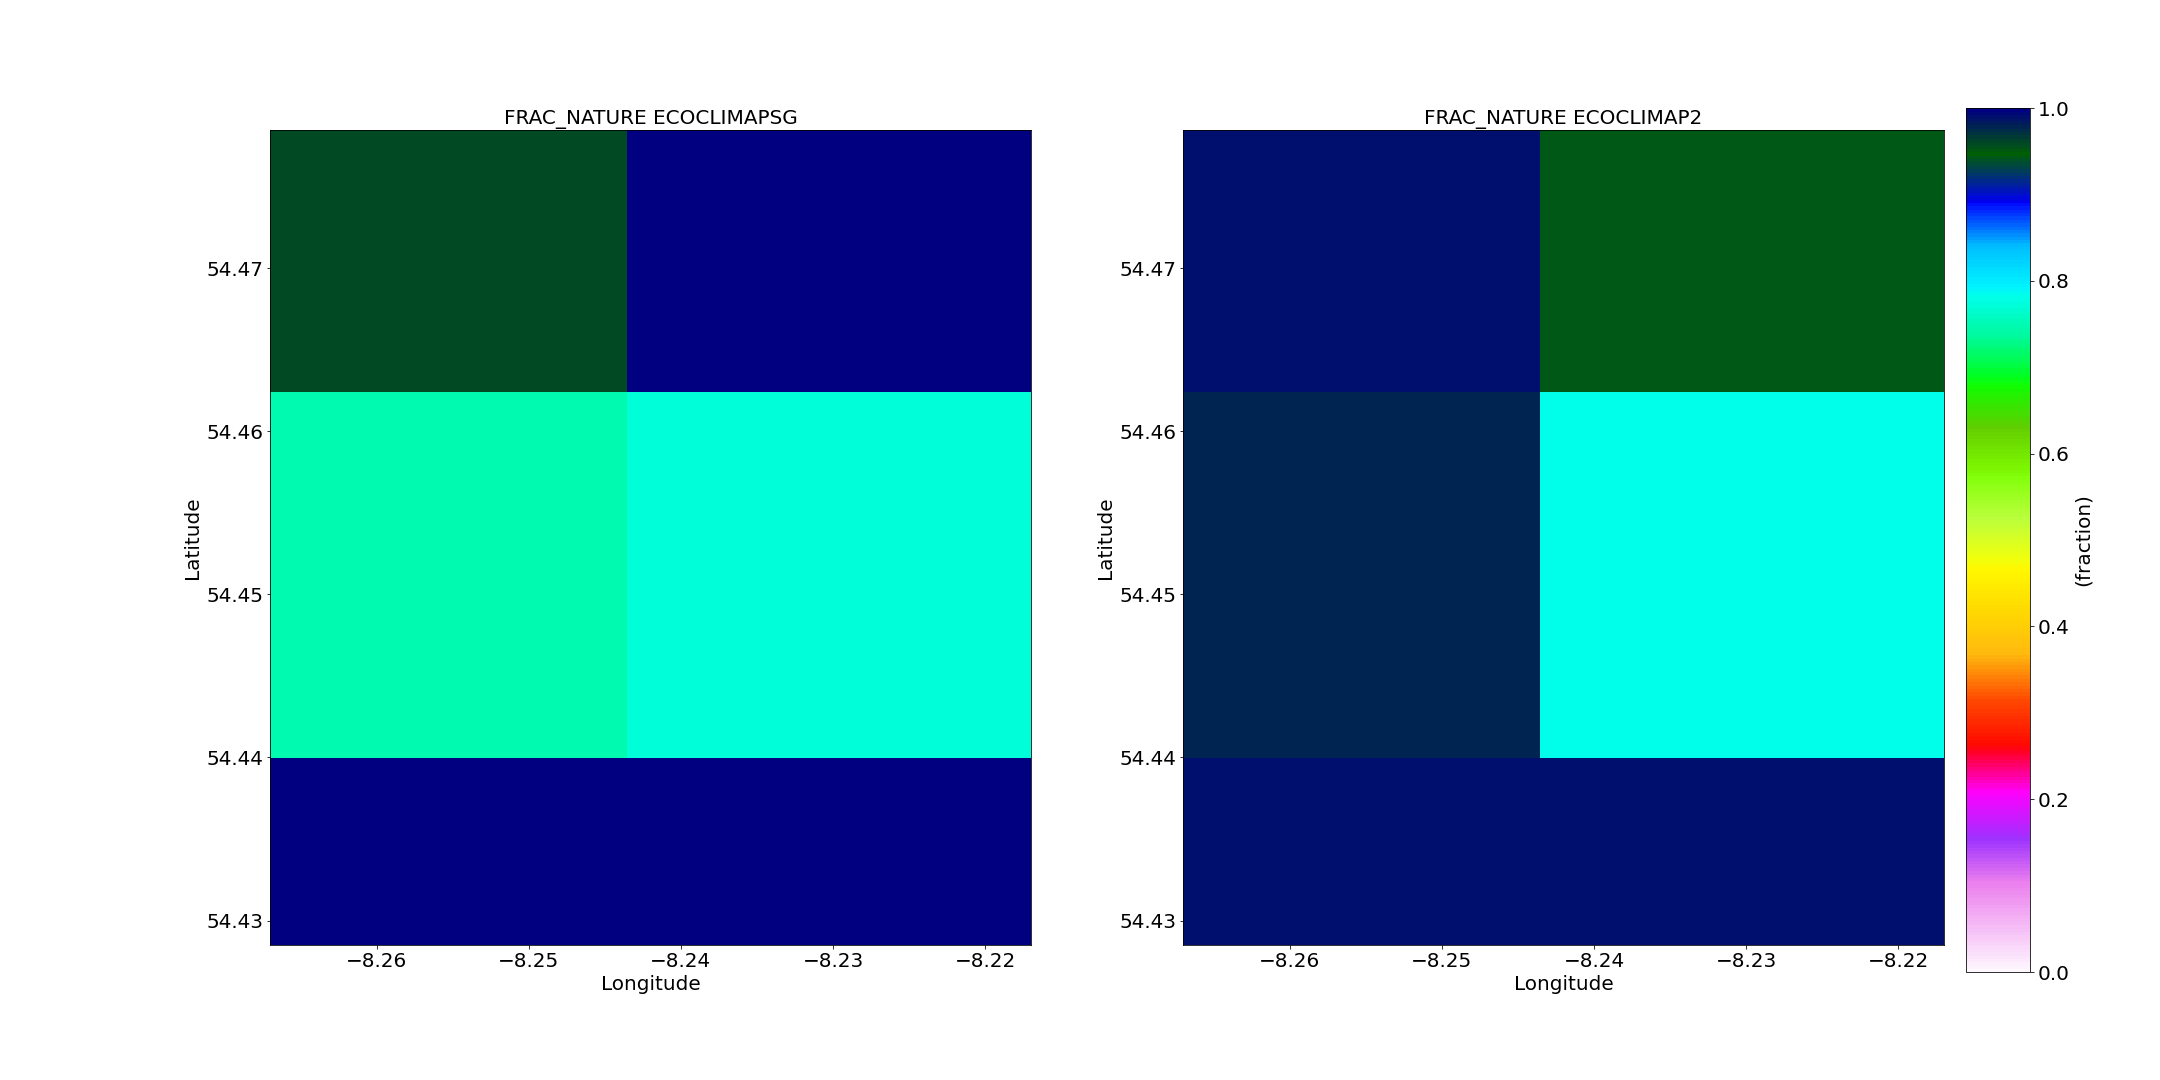 FRAC_NATURE ECOCLIMAPSG
54.47
54.46
54.45
54.44
54.43
Latitude
−8.26 −8.25 −8.24 −8.23 −8.22
Longitude
FRAC_NATURE ECOCLIMAP2
54.47
54.46
54.45
54.44
54.43
Latitude
−8.26 −8.25 −8.24 −8.23 −8.22
Longitude
1.0
0.8
0.6
0.4
0.2
0.0
(fraction)